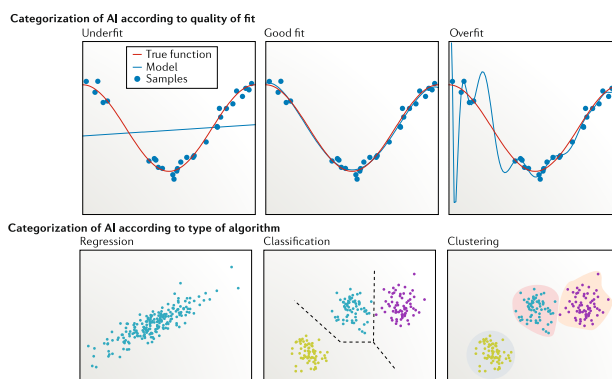 Categorization of AI according to quality of fit
Underfit
Good fit
Overfit
True function
Model
Samples
Categorization of AI according to type of algorithm
Regression
Classification
Clustering